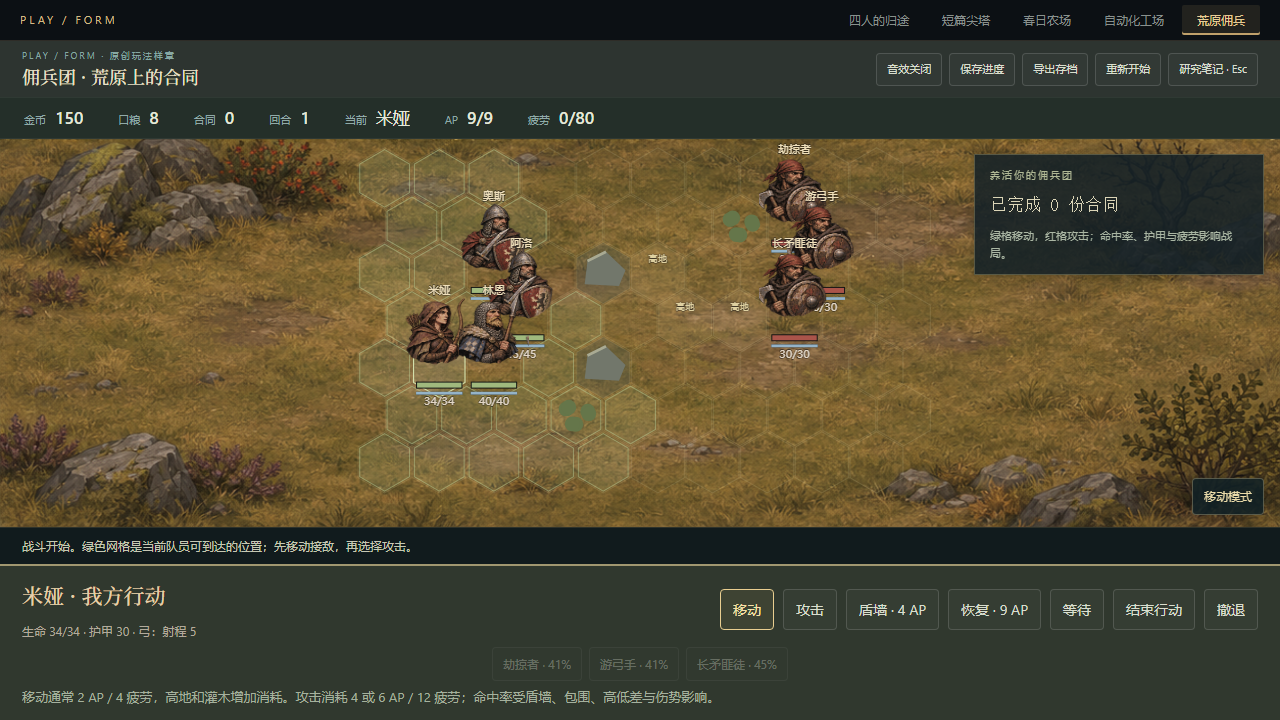 PLAY / FORM
四人的归途
短篇尖塔
春日农场
自动化工场
荒原佣兵
PLAY / FORM · 原创玩法样章
佣兵团 · 荒原上的合同
音效关闭
保存进度
导出存档
重新开始
研究笔记 · Esc
金币 150
口粮 8
合同 0
回合 1
当前 米娅
AP 9/9
疲劳 0/80
劫掠者
奥斯
游弓手
阿洛
长矛匪徒
高地
米娅
林恩
高地
高地
/30
5/45
30/30
34/34
40/40
养活你的佣兵团
已完成 0 份合同
绿格移动，红格攻击；命中率、护甲与疲劳影响战
局。
移动模式
战斗开始。绿色网格是当前队员可到达的位置；先移动接敌，再选择攻击。
米娅 · 我方行动
生命 34/34 · 护甲 30 · 弓：射程 5
移动
攻击
盾墙 · 4 AP
恢复 · 9 AP
等待
结束行动
撤退
劫掠者 · 41%
游弓手 · 41%
长矛匪徒 · 45%
移动通常 2 AP / 4 疲劳，高地和灌木增加消耗。攻击消耗 4 或 6 AP / 12 疲劳；命中率受盾墙、包围、高低差与伤势影响。